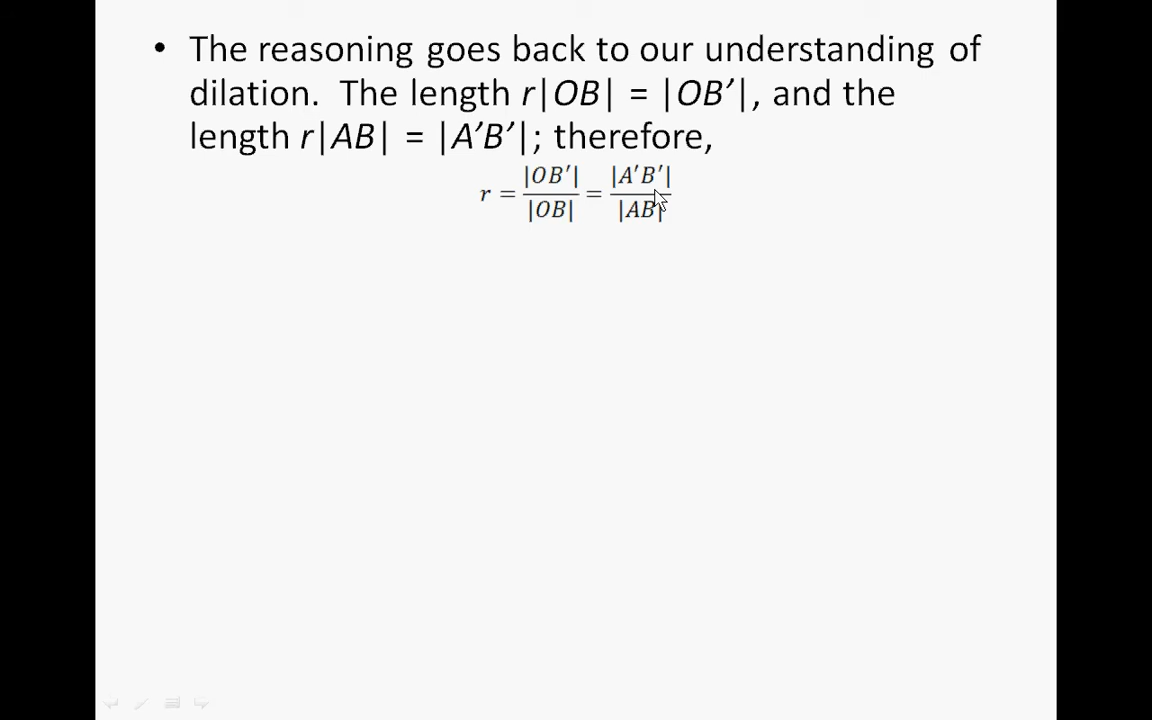 • The reasoning goes back to our understanding of
dilation. The length r|OB| = |OB′|, and the
length r|AB| = |A′B′|; therefore,
r = |OB′| / |OB| = |A′B′| / |AB|